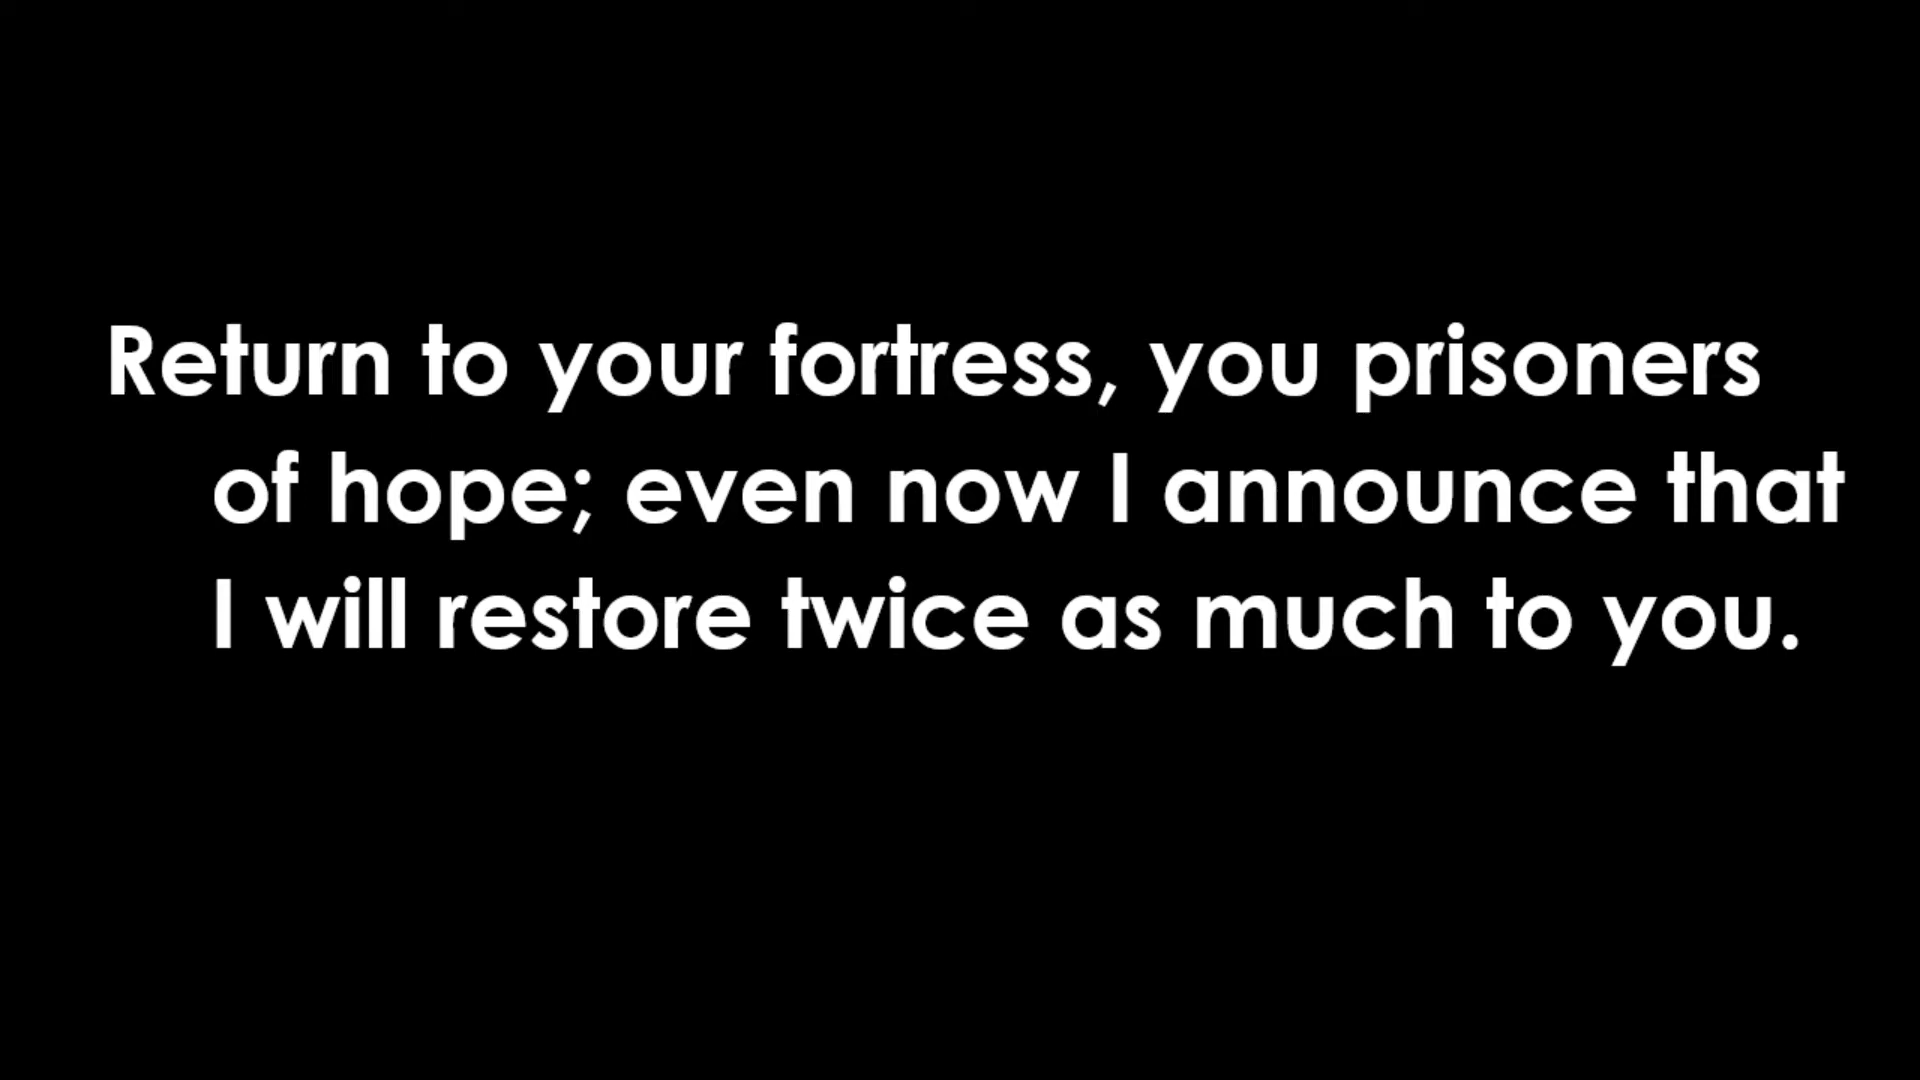 Return to your fortress, you prisoners
of hope; even now I announce that
I will restore twice as much to you.